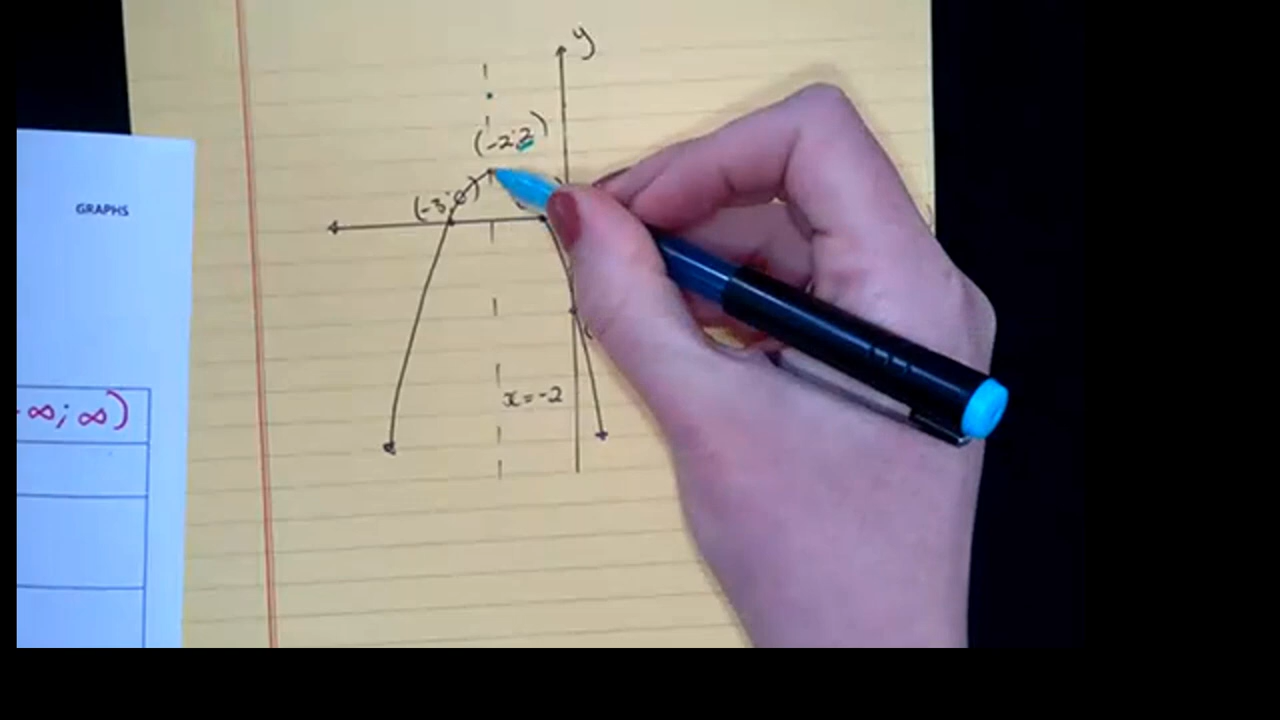 y
(-2;2)
(-3;0)
x=-2
GRAPHS
-∞; ∞)